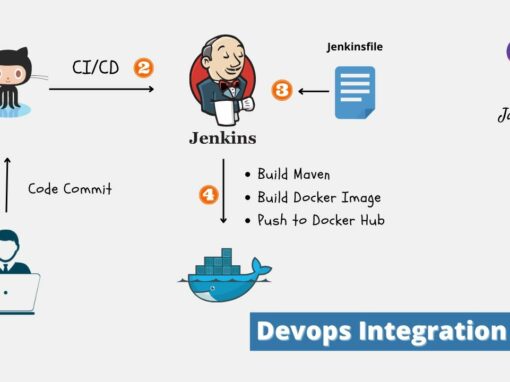 Jenkinsfile
CI/CD
2
3
Jenkins
Code Commit
4
• Build Maven
• Build Docker Image
• Push to Docker Hub
Devops Integration